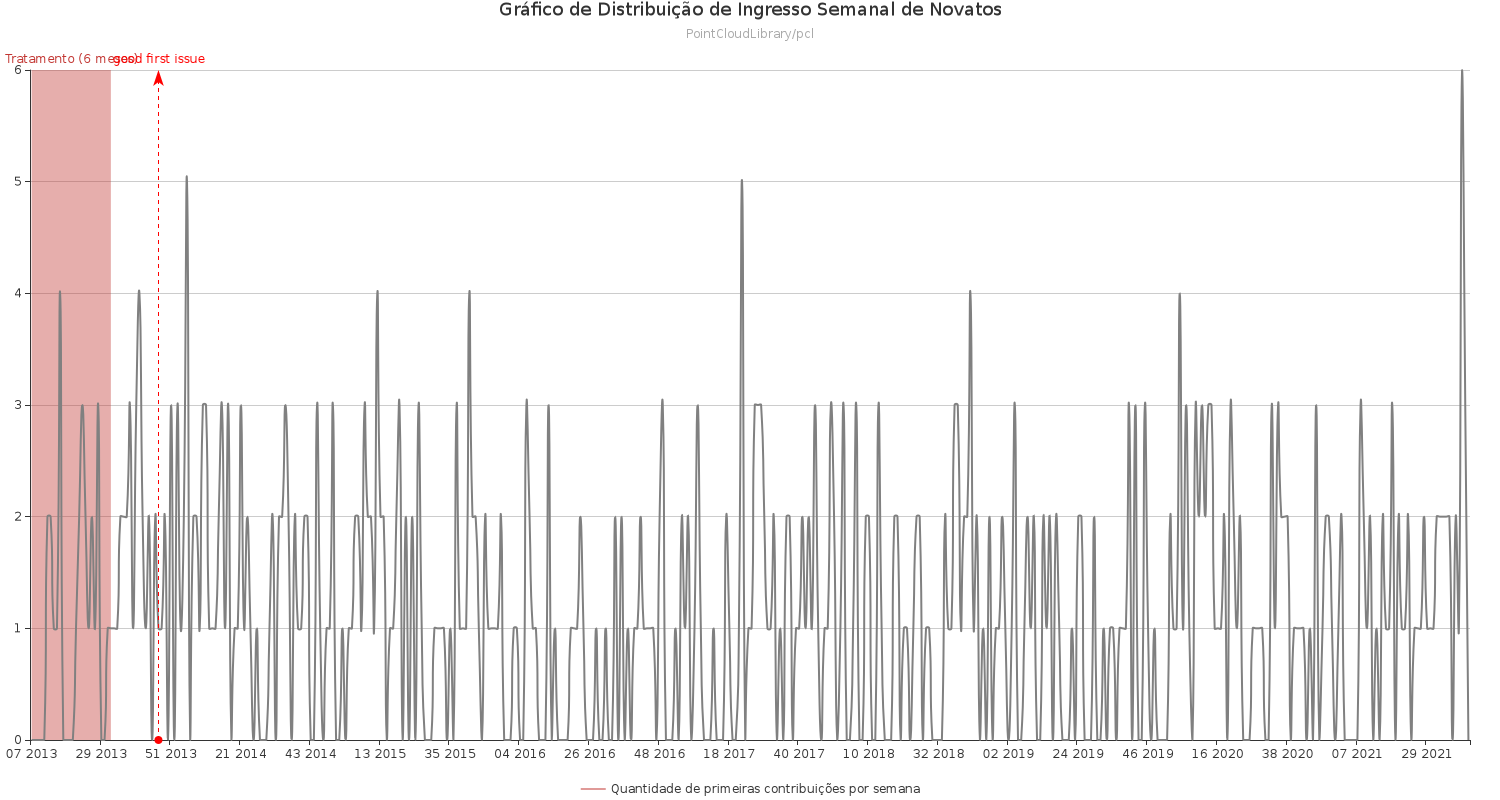 Gráfico de Distribuição de Ingresso Semanal de Novatos
PointCloudLibrary/pcl
Tratamento (6 meses)
good first issue
6
5
4
3
2
1
0
07 2013 29 2013 51 2013 21 2014 43 2014 13 2015 35 2015 04 2016 26 2016 48 2016 18 2017 40 2017 10 2018 32 2018 02 2019 24 2019 46 2019 16 2020 38 2020 07 2021 29 2021
Quantidade de primeiras contribuições por semana